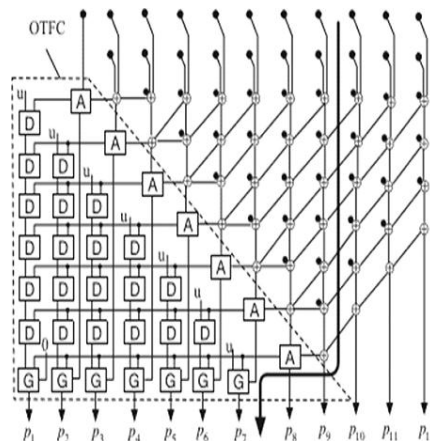 OTFC
u A
D u A
D D u A
D D D u A
D D D D u A
D D D D D u A
D D D D D D u A
0
G G G G G G G
p1 p2 p3 p4 p5 p6 p7 p8 p9 p10 p11 p1